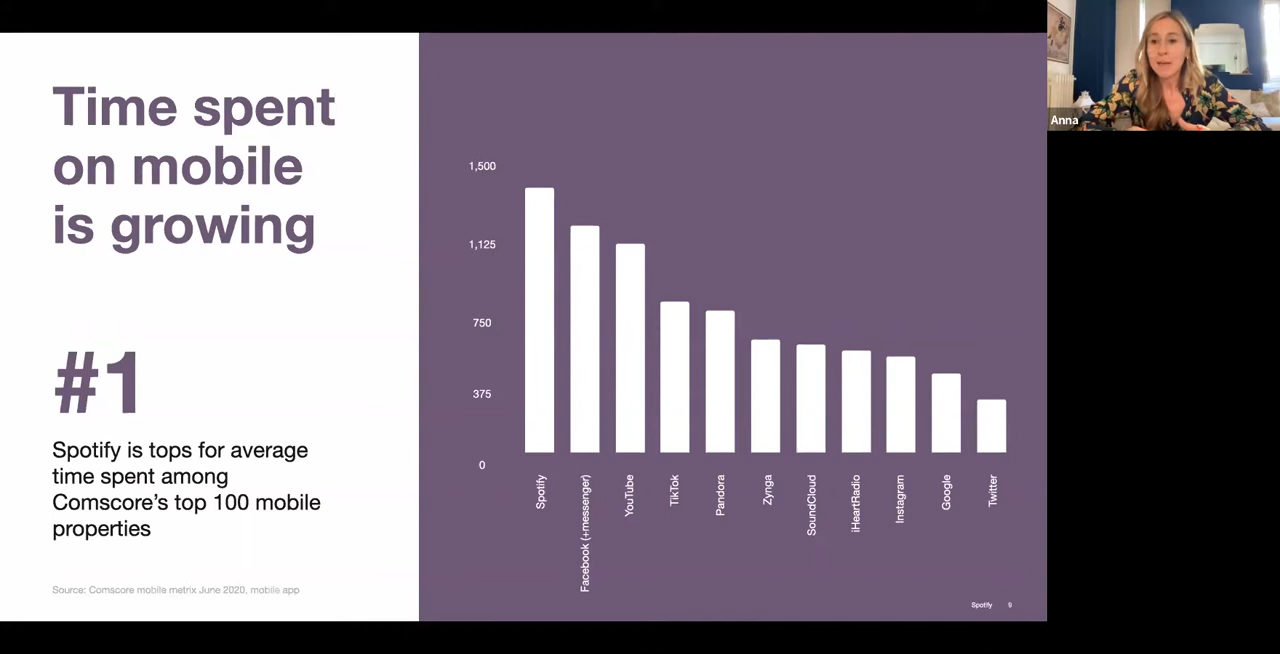 Time spent
on mobile
is growing
#1
Spotify is tops for average
time spent among
Comscore’s top 100 mobile
properties
Source: Comscore mobile metrix June 2020, mobile app
1,500
1,125
750
375
0
Spotify
Facebook (+messenger)
YouTube
TikTok
Pandora
Zynga
SoundCloud
iHeartRadio
Instagram
Google
Twitter
Spotify 9
Anna